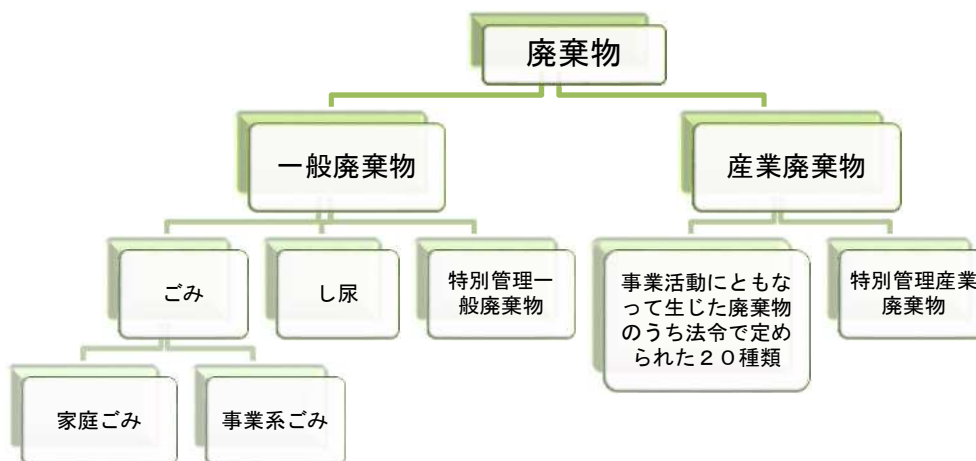 廃棄物
一般廃棄物
産業廃棄物
ごみ
し尿
特別管理一
般廃棄物
事業活動にともな
って生じた廃棄物
のうち法令で定め
られた２０種類
特別管理産業
廃棄物
家庭ごみ
事業系ごみ